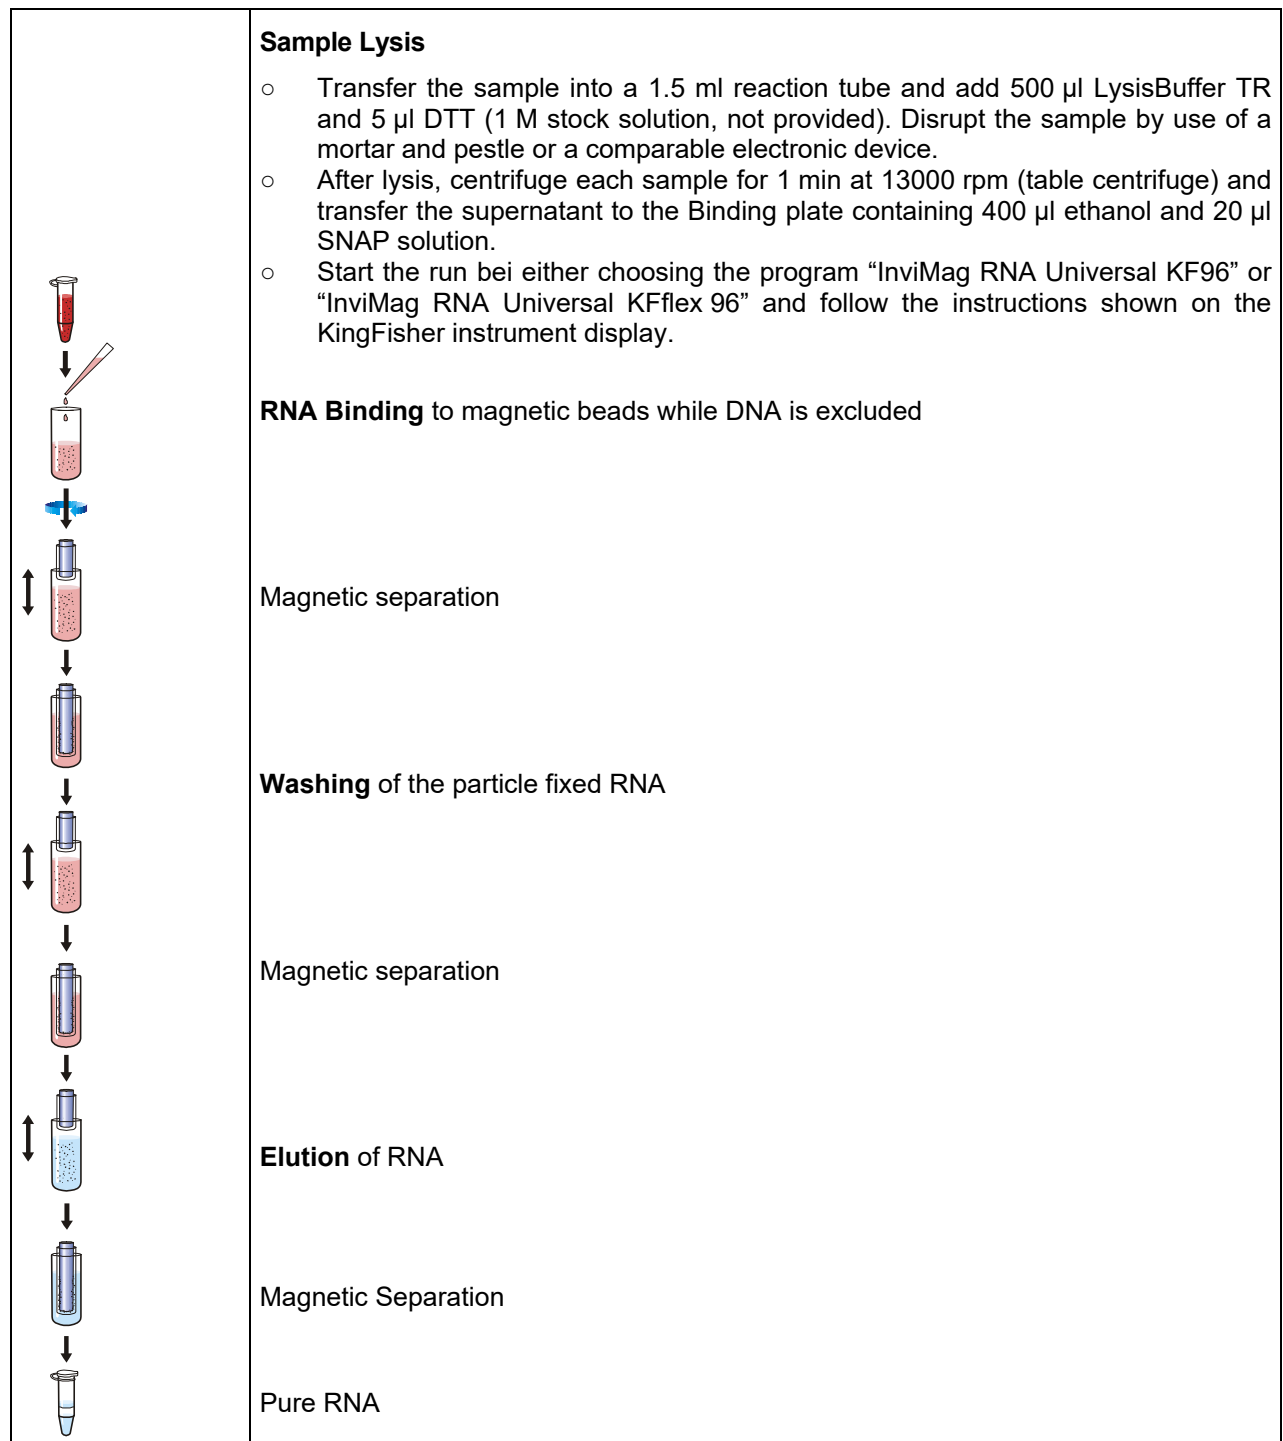 Sample Lysis
○ Transfer the sample into a 1.5 ml reaction tube and add 500 µl LysisBuffer TR
and 5 µl DTT (1 M stock solution, not provided). Disrupt the sample by use of a
mortar and pestle or a comparable electronic device.
○ After lysis, centrifuge each sample for 1 min at 13000 rpm (table centrifuge) and
transfer the supernatant to the Binding plate containing 400 µl ethanol and 20 µl
SNAP solution.
○ Start the run bei either choosing the program “InviMag RNA Universal KF96” or
“InviMag RNA Universal KFflex 96” and follow the instructions shown on the
KingFisher instrument display.
RNA Binding to magnetic beads while DNA is excluded
Magnetic separation
Washing of the particle fixed RNA
Magnetic separation
Elution of RNA
Magnetic Separation
Pure RNA